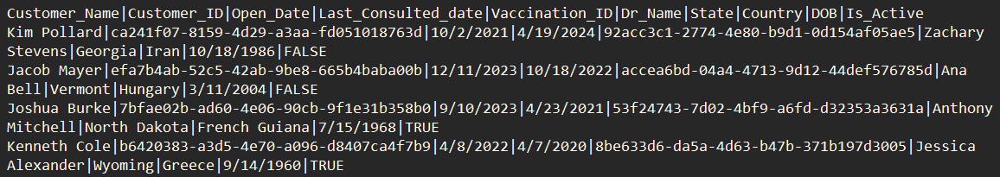 Customer_Name|Customer_ID|Open_Date|Last_Consulted_date|Vaccination_ID|Dr_Name|State|Country|DOB|Is_Active
Kim Pollard|ca241f07-8159-4d29-a3aa-fd051018763d|10/2/2021|4/19/2024|92acc3c1-2774-4e80-b9d1-0d154af05ae5|Zachary
Stevens|Georgia|Iran|10/18/1986|FALSE
Jacob Mayer|efa7b4ab-52c5-42ab-9be8-665b4baba00b|12/11/2023|10/18/2022|accea6bd-04a4-4713-9d12-44def576785d|Ana
Bell|Vermont|Hungary|3/11/2004|FALSE
Joshua Burke|7bfae02b-ad60-4e06-90cb-9f1e31b358b0|9/10/2023|4/23/2021|53f24743-7d02-4bf9-a6fd-d32353a3631a|Anthony
Mitchell|North Dakota|French Guiana|7/15/1968|TRUE
Kenneth Cole|b6420383-a3d5-4e70-a096-d8407ca4f7b9|4/8/2022|4/7/2020|8be633d6-da5a-4d63-b47b-371b197d3005|Jessica
Alexander|Wyoming|Greece|9/14/1960|TRUE